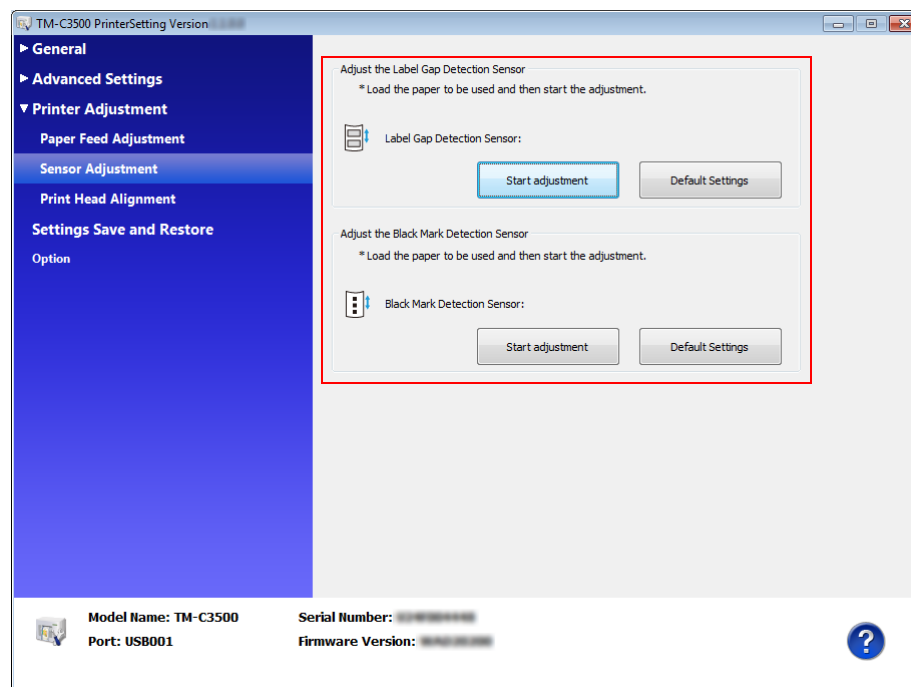 TM-C3500 PrinterSetting Version
General
Advanced Settings
Printer Adjustment
Paper Feed Adjustment
Sensor Adjustment
Print Head Alignment
Settings Save and Restore
Option
Adjust the Label Gap Detection Sensor
*Load the paper to be used and then start the adjustment.
Label Gap Detection Sensor:
Start adjustment Default Settings
Adjust the Black Mark Detection Sensor
*Load the paper to be used and then start the adjustment.
Black Mark Detection Sensor:
Start adjustment Default Settings
Model Name: TM-C3500 Serial Number:
Port: USB001 Firmware Version:
?